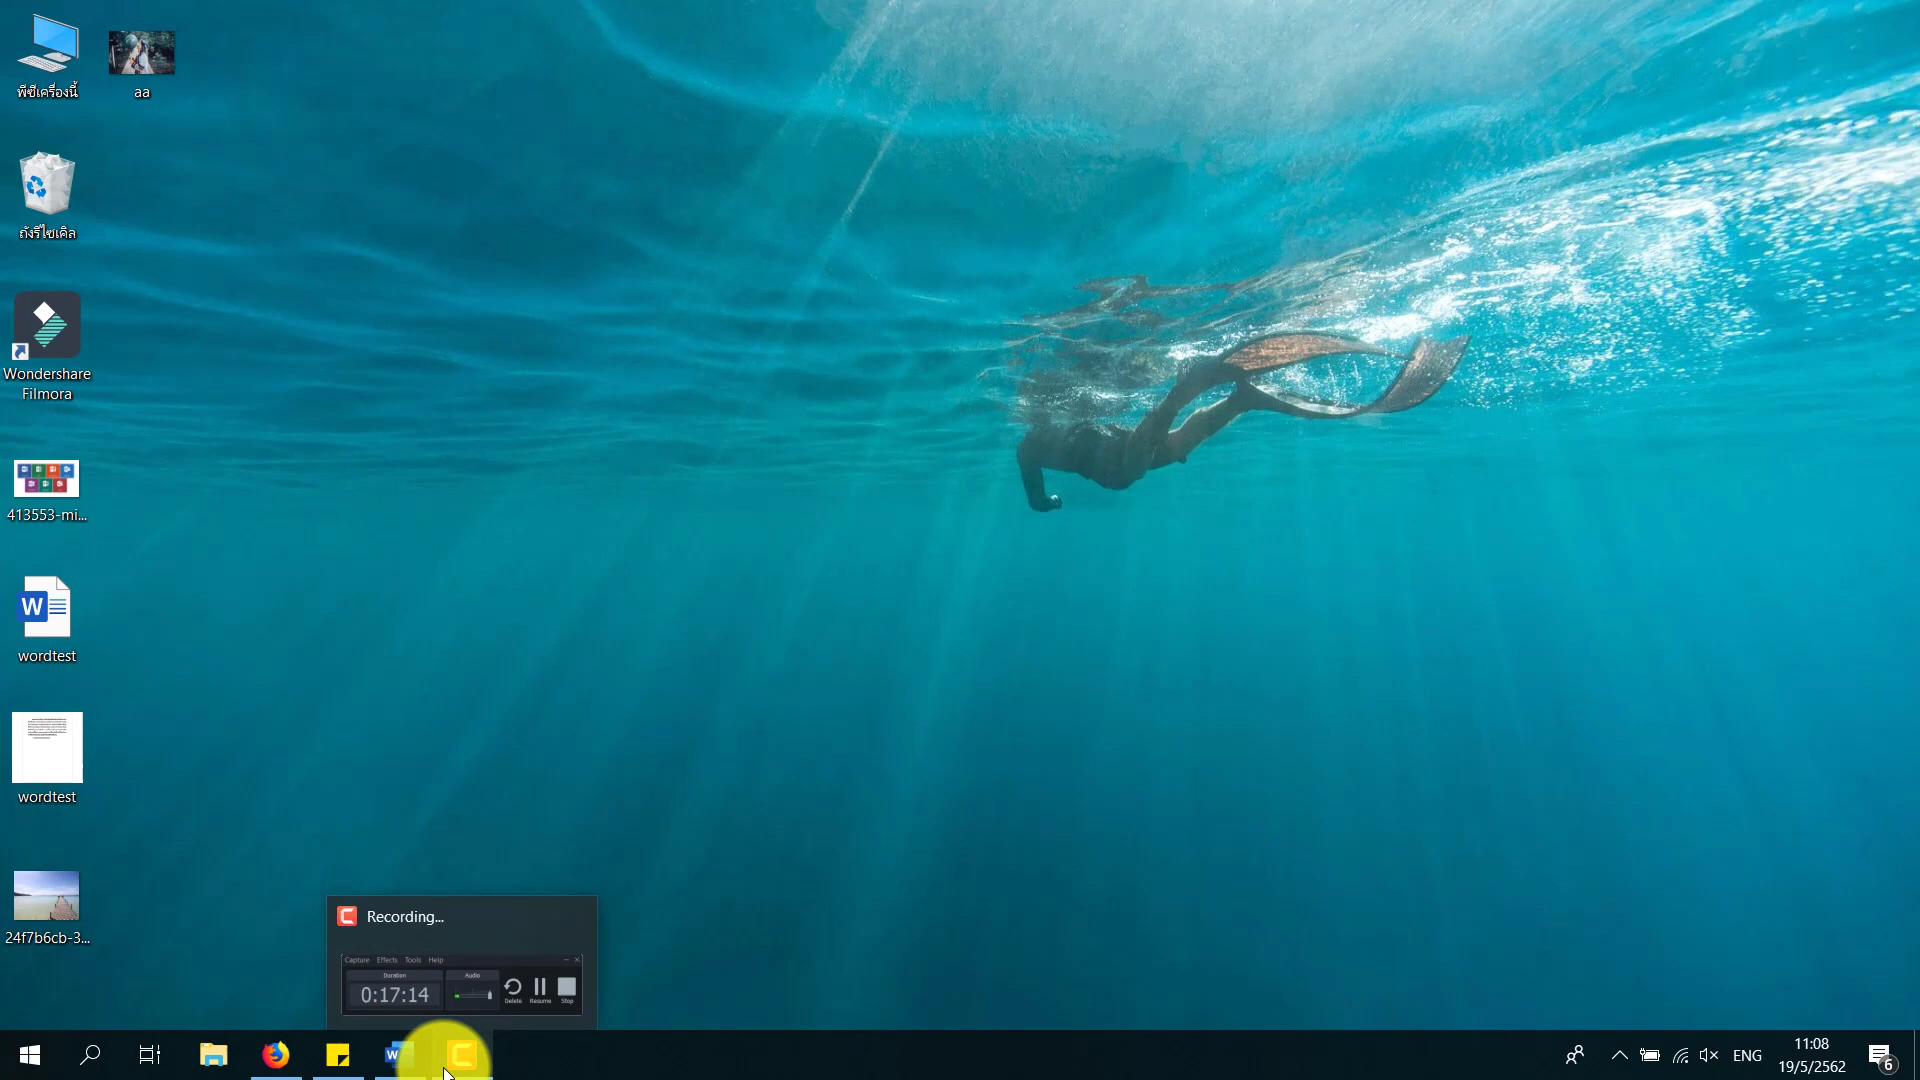 พีซีเครื่องนี้
aa
ถังรีไซเคิล
Wondershare
Filmora
413553-mi...
W
wordtest
wordtest
24f7b6cb-3...
Recording...
Capture Effects Tools Help
Duration
Audio
0:17:14
Delete Resume Stop
W
ENG
11:08
19/5/2562
6